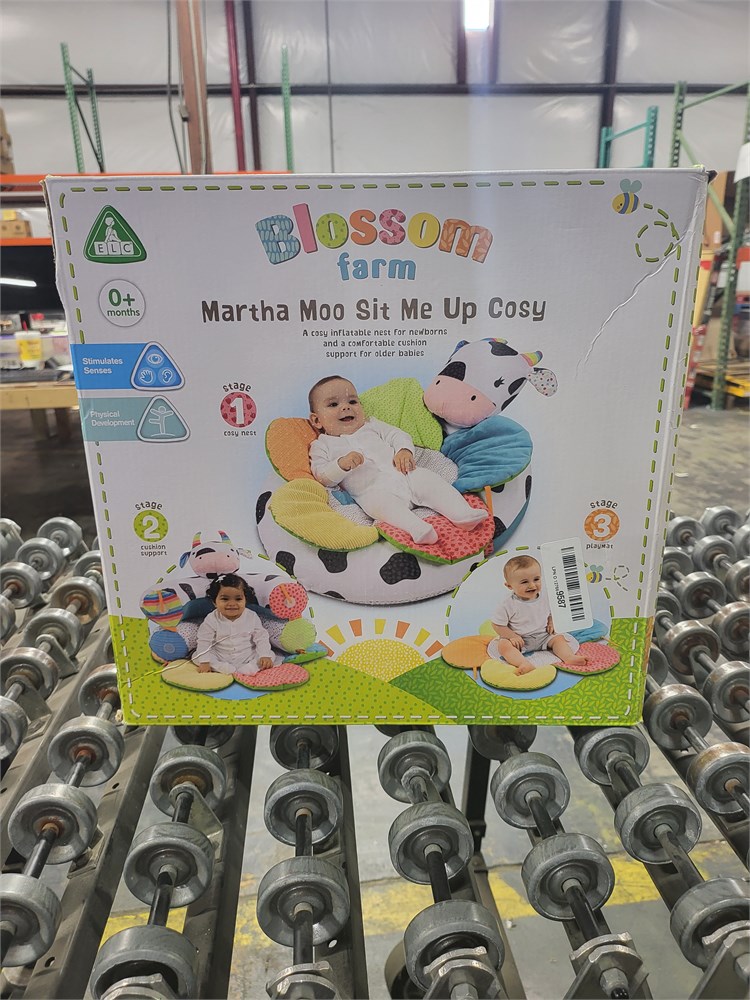 Blossom
farm
ELC
Martha Moo Sit Me Up Cosy
0+
months
A cosy inflatable nest for newborns
and a comfortable cushion
support for older babies
Stimulates
Senses
Physical
Development
stage
1
cosy nest
stage
2
cushion
support
stage
3
playmat
9587